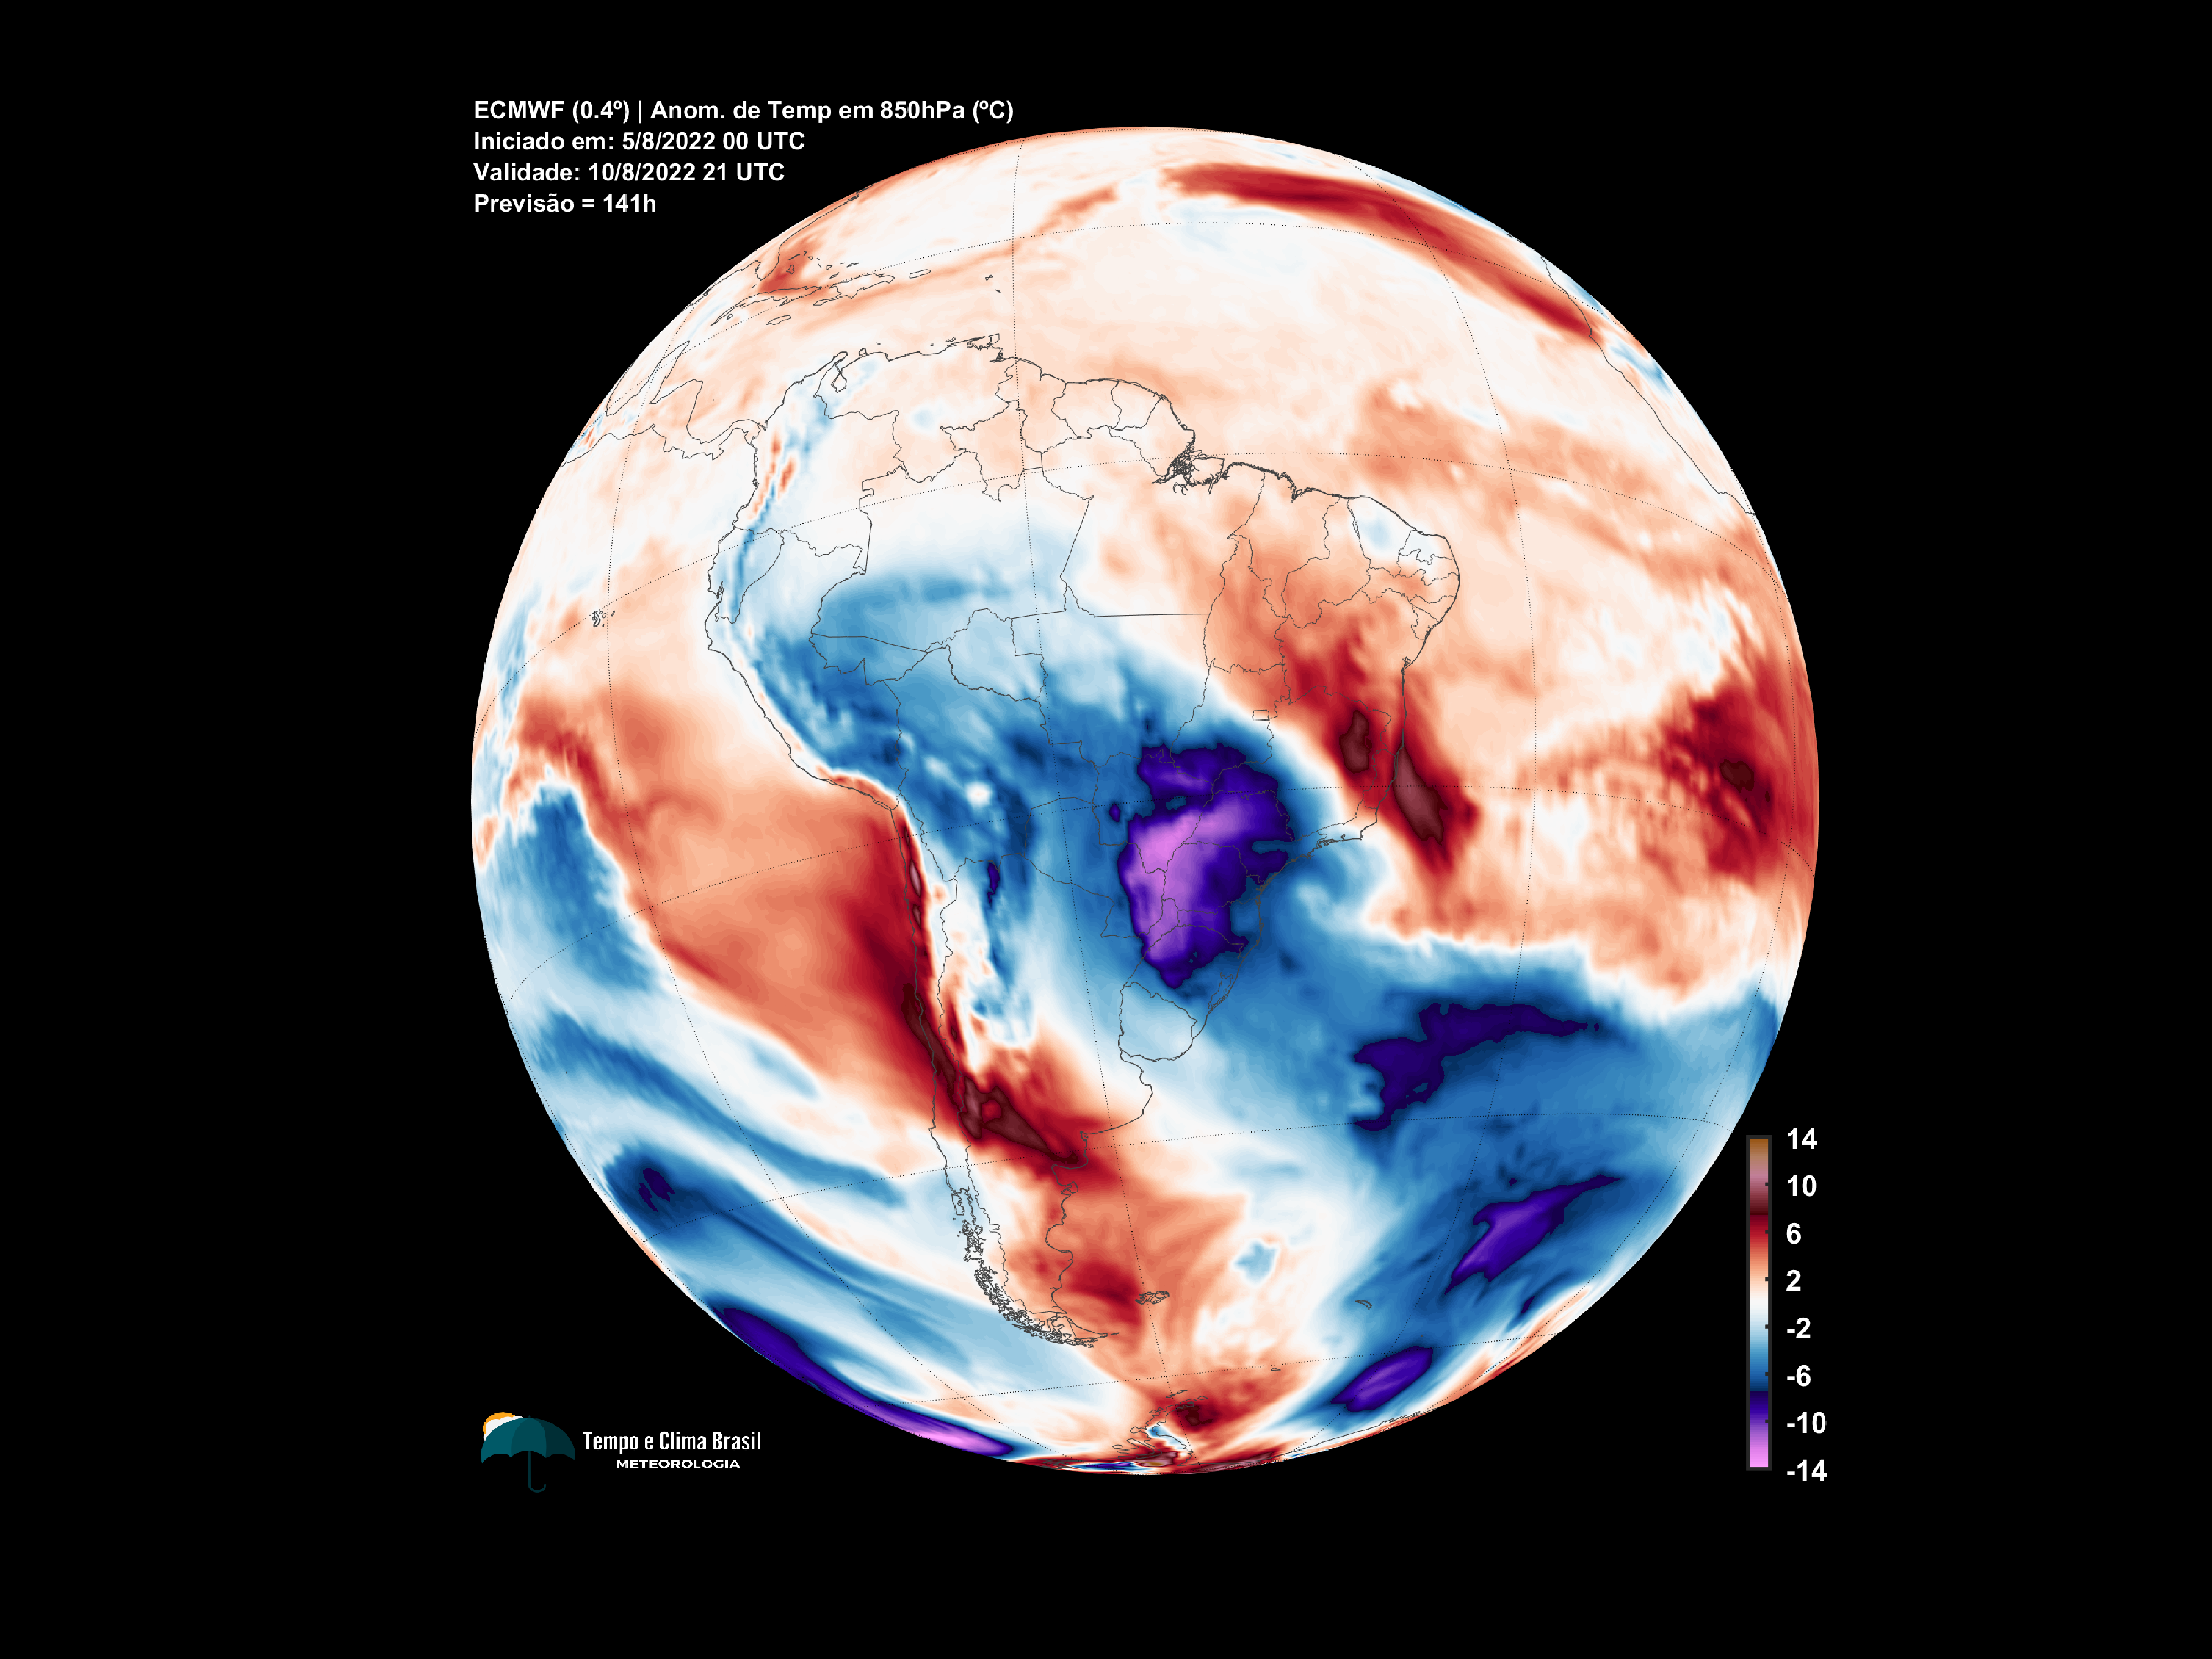 ECMWF (0.4º) | Anom. de Temp em 850hPa (ºC)
Iniciado em: 5/8/2022 00 UTC
Validade: 10/8/2022 21 UTC
Previsão = 141h
14
10
6
2
-2
-6
-10
-14
Tempo e Clima Brasil
METEOROLOGIA